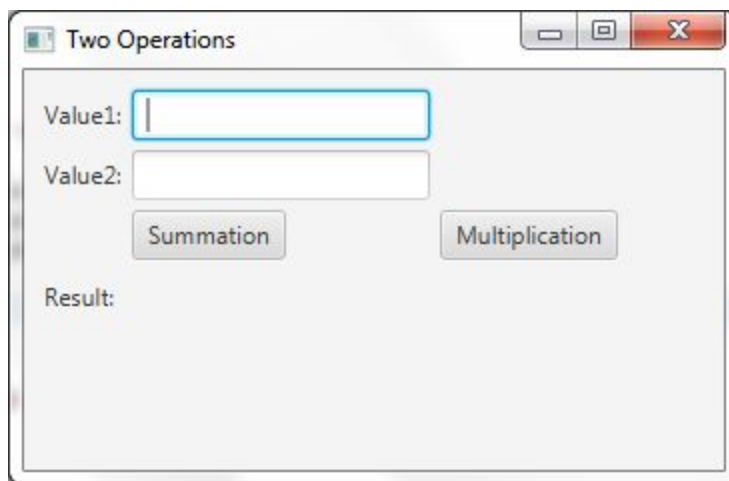 Two Operations
Value1:
Value2:
Summation Multiplication
Result: